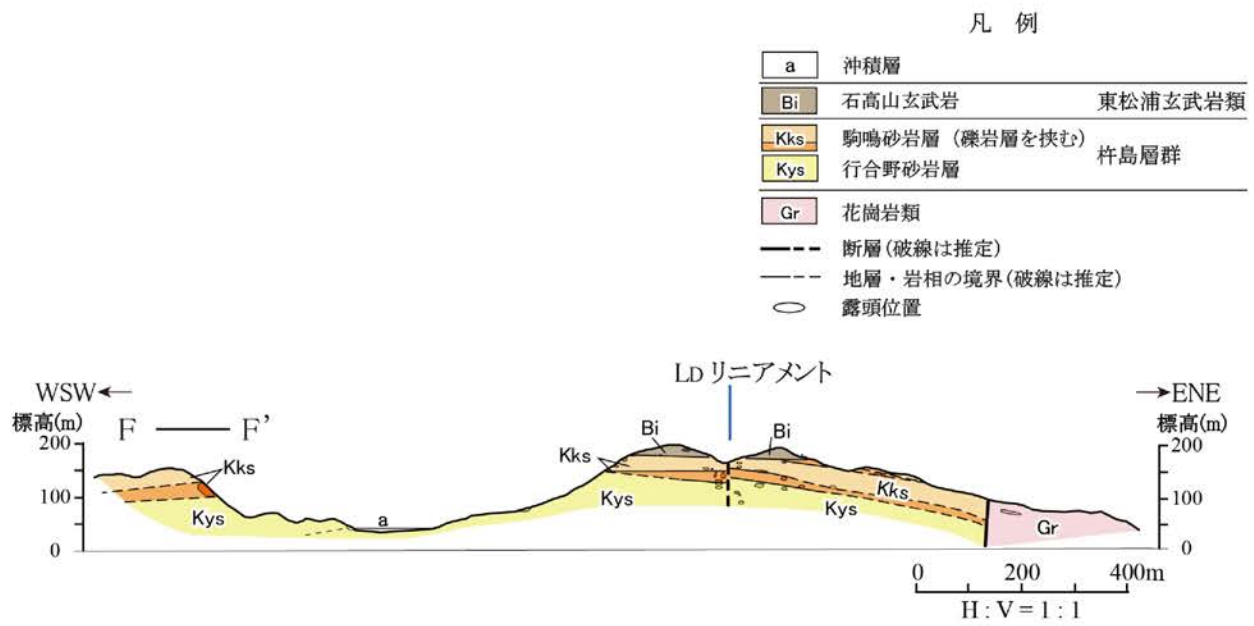 凡 例
a 沖積層
Bi 石高山玄武岩 東松浦玄武岩類
Kks 駒鳴砂岩層 (礫岩層を挟む)
杵島層群
Kys 行合野砂岩層
Gr 花崗岩類
断層(破線は推定)
地層・岩相の境界(破線は推定)
露頭位置
LD リニアメント
WSW ENE
標高(m) F F' 標高(m)
200 Bi Bi 200
Kks Kks Kks
100 Kys a Kys Kys Gr 100
0 0
0 200 400m
H : V = 1 : 1